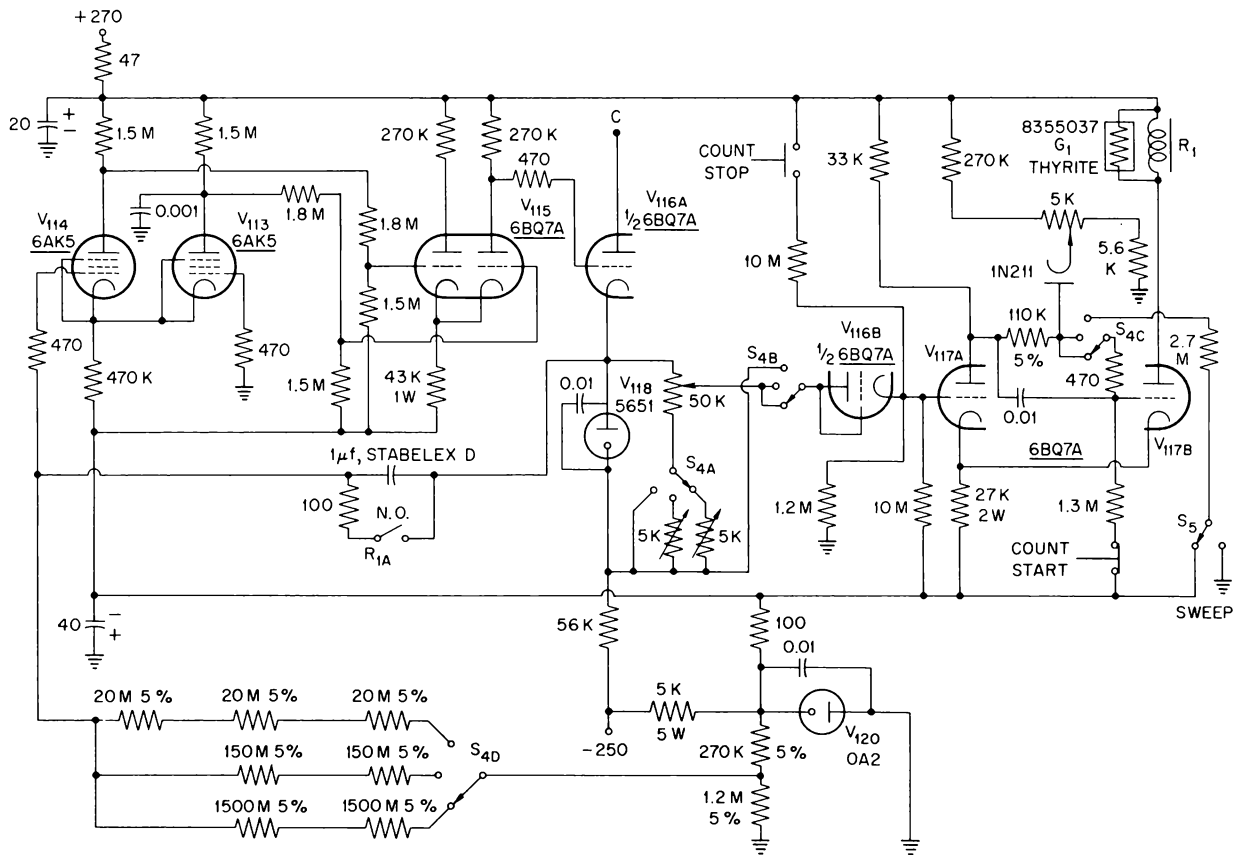 +270
47
20
+
−
1.5 M
1.5 M
270 K
270 K
C
470
COUNT
STOP
33 K
270 K
8355037
G1
THYRITE
R1
0.001
1.8 M
V114
6AK5
V113
6AK5
1.8 M
V115
6BQ7A
V116A
1/2 6BQ7A
10 M
5 K
1N211
5.6
K
470
470 K
470
1.5 M
1.5 M
43 K
1 W
0.01
V118
5651
50 K
S4B
V116B
1/2 6BQ7A
V117A
110 K
5 %
S4C
470
2.7
M
0.01
6BQ7A
V117B
1µf, STABELEX D
100
N.O.
R1A
S4A
5 K
5 K
1.2 M
10 M
27 K
2 W
1.3 M
S5
COUNT
START
SWEEP
40
−
+
56 K
100
0.01
20 M 5 %
20 M 5 %
20 M 5 %
5 K
5 W
−250
V120
OA2
150 M 5 %
150 M 5 %
S4D
270 K
5 %
1500 M 5 %
1500 M 5 %
1.2 M
5 %